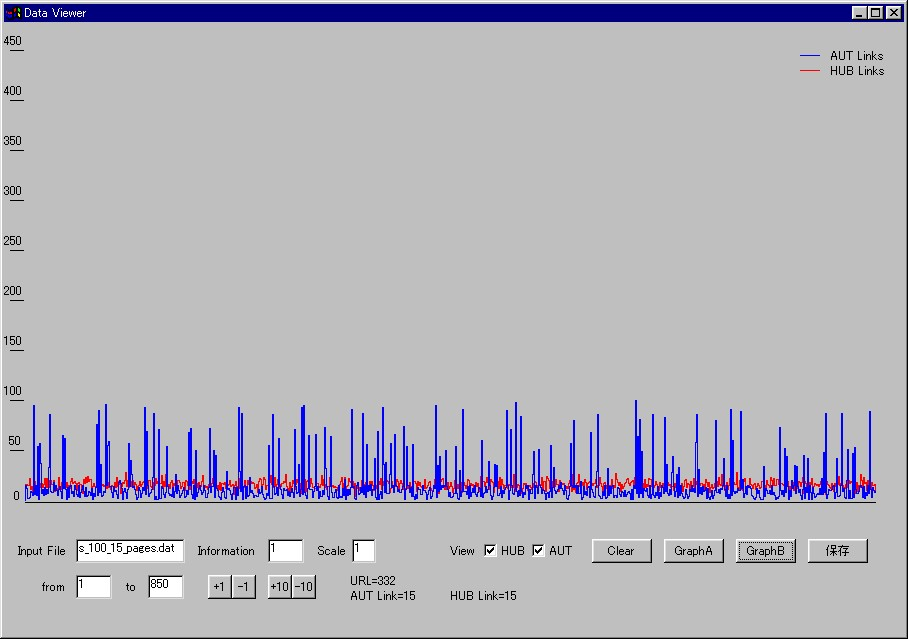 Data Viewer
450
AUT Links
HUB Links
400
350
300
250
200
150
100
50
0
Input File s_100_15_pages.dat Information 1 Scale 1 View HUB AUT Clear GraphA GraphB 保存
from 1 to 850 +1 -1 +10 -10 URL=332
AUT Link=15 HUB Link=15